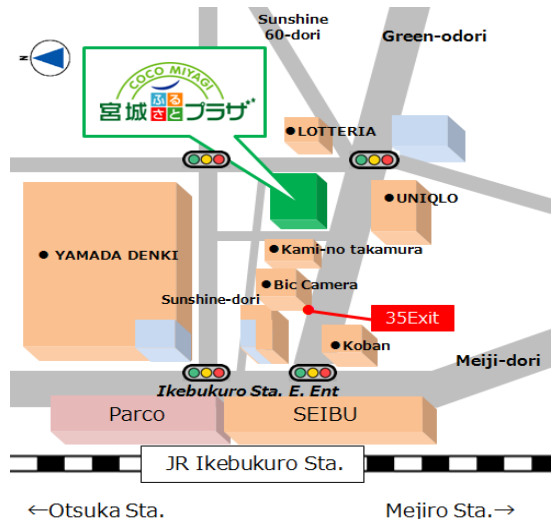 Sunshine
60-dori
Green-odori
N
COCO MIYAGI
宮城ふるさとプラザ
LOTTERIA
UNIQLO
YAMADA DENKI
Kami-no takamura
Bic Camera
Sunshine-dori
35Exit
Koban
Meiji-dori
Ikebukuro Sta. E. Ent
Parco
SEIBU
JR Ikebukuro Sta.
←Otsuka Sta.
Mejiro Sta.→